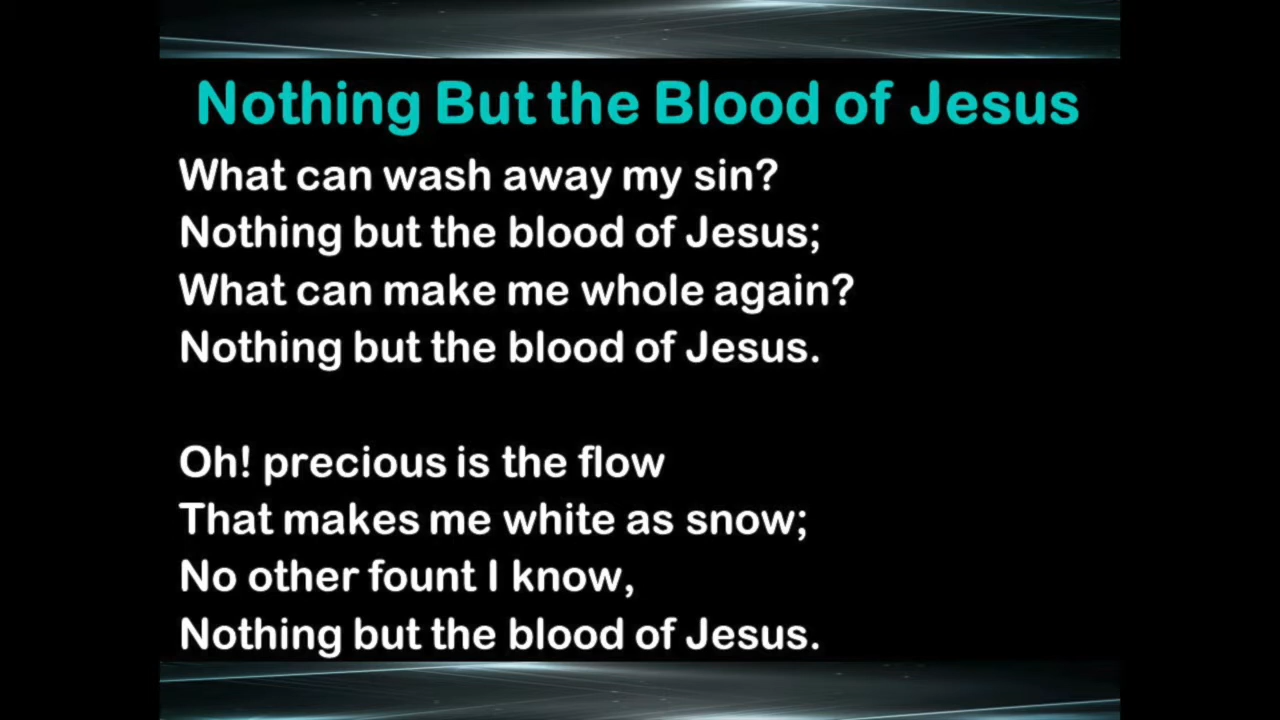 Nothing But the Blood of Jesus
What can wash away my sin?
Nothing but the blood of Jesus;
What can make me whole again?
Nothing but the blood of Jesus.
Oh! precious is the flow
That makes me white as snow;
No other fount I know,
Nothing but the blood of Jesus.